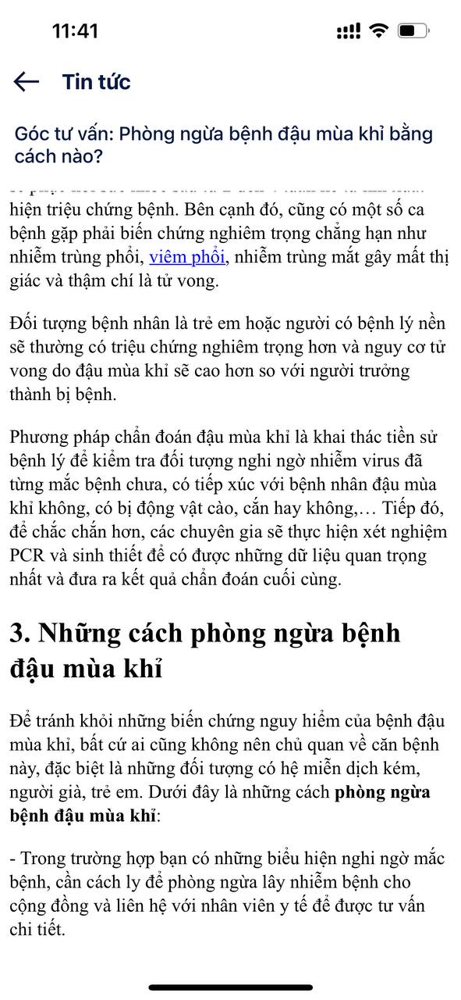 11:41
Tin tức
Góc tư vấn: Phòng ngừa bệnh đậu mùa khỉ bằng
cách nào?
hiện triệu chứng bệnh. Bên cạnh đó, cũng có một số ca
bệnh gặp phải biến chứng nghiêm trọng chẳng hạn như
nhiễm trùng phổi, viêm phổi, nhiễm trùng mắt gây mất thị
giác và thậm chí là tử vong.
Đối tượng bệnh nhân là trẻ em hoặc người có bệnh lý nền
sẽ thường có triệu chứng nghiêm trọng hơn và nguy cơ tử
vong do đậu mùa khỉ sẽ cao hơn so với người trưởng
thành bị bệnh.
Phương pháp chẩn đoán đậu mùa khỉ là khai thác tiền sử
bệnh lý để kiểm tra đối tượng nghi ngờ nhiễm virus đã
từng mắc bệnh chưa, có tiếp xúc với bệnh nhân đậu mùa
khỉ không, có bị động vật cào, cắn hay không,… Tiếp đó,
để chắc chắn hơn, các chuyên gia sẽ thực hiện xét nghiệm
PCR và sinh thiết để có được những dữ liệu quan trọng
nhất và đưa ra kết quả chẩn đoán cuối cùng.
3. Những cách phòng ngừa bệnh
đậu mùa khỉ
Để tránh khỏi những biến chứng nguy hiểm của bệnh đậu
mùa khỉ, bất cứ ai cũng không nên chủ quan về căn bệnh
này, đặc biệt là những đối tượng có hệ miễn dịch kém,
người già, trẻ em. Dưới đây là những cách phòng ngừa
bệnh đậu mùa khỉ:
- Trong trường hợp bạn có những biểu hiện nghi ngờ mắc
bệnh, cần cách ly để phòng ngừa lây nhiễm bệnh cho
cộng đồng và liên hệ với nhân viên y tế để được tư vấn
chi tiết.